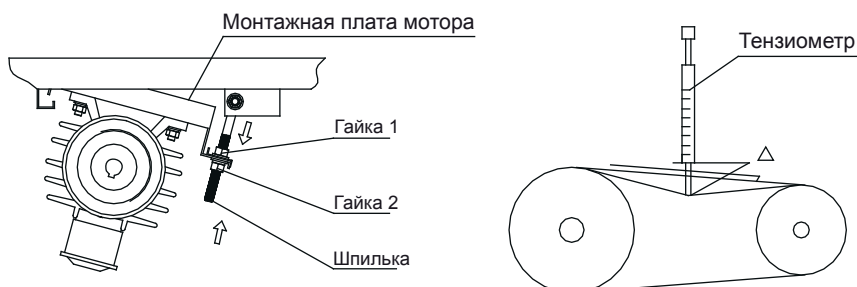 Монтажная плата мотора
Тензиометр
Гайка 1
△
Гайка 2
Шпилька